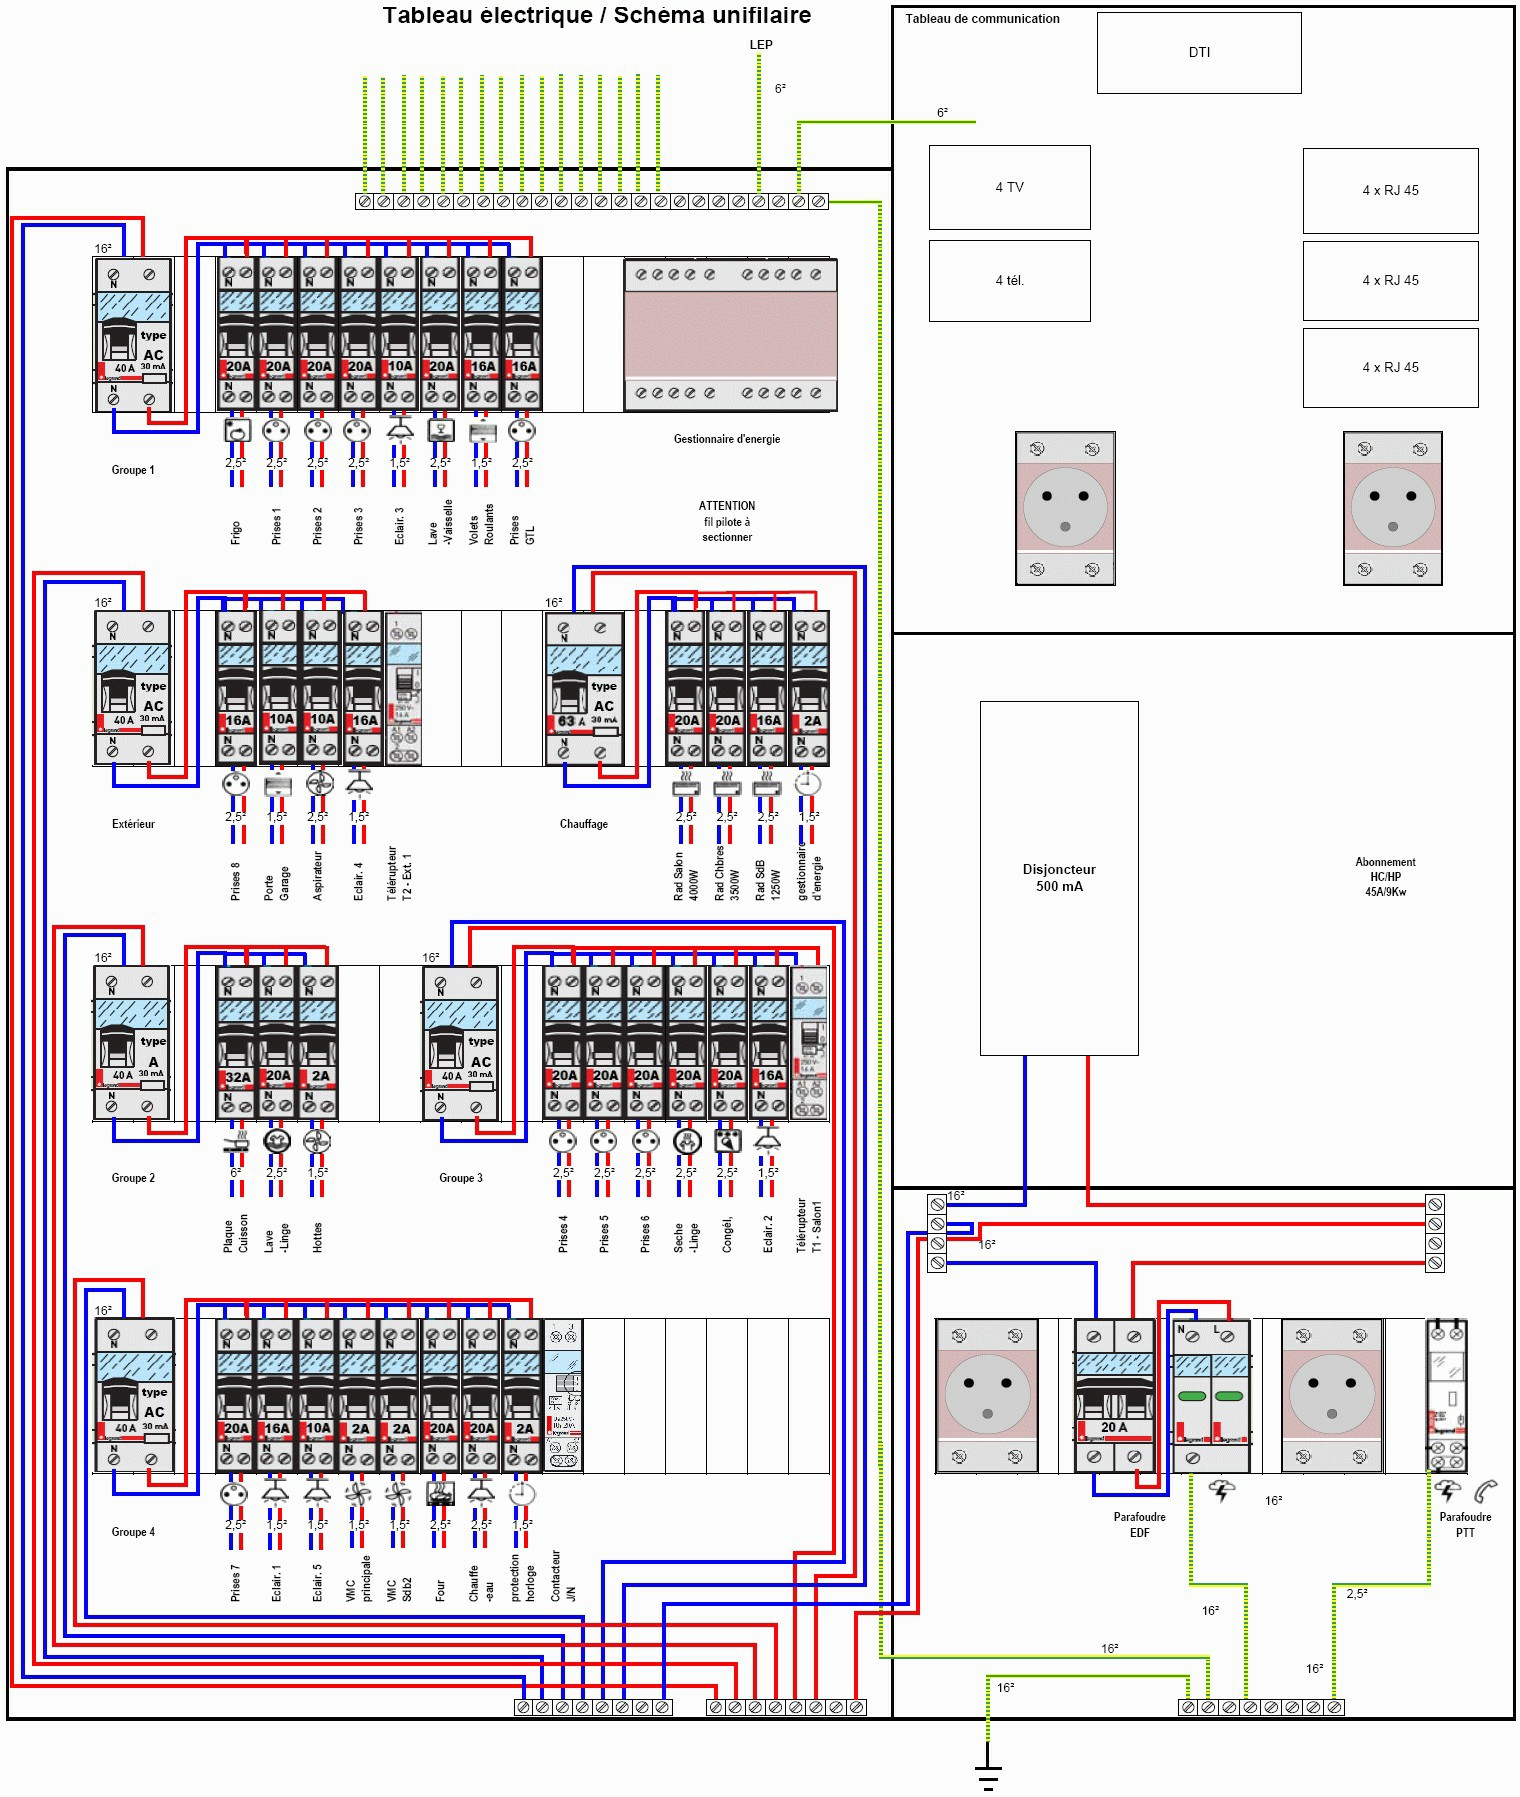 Tableau électrique / Schéma unifilaire
LEP
6²
Tableau de communication
DTI
6²
4 TV
4 x RJ 45
4 tél.
4 x RJ 45
4 x RJ 45
16²
N
type
AC
40 A 30 mA
N
N N N N N N N N
20A 20A 20A 20A 10A 20A 16A 16A
N N N N N N N N
2,5² 2,5² 2,5² 2,5² 1,5² 2,5² 1,5² 2,5²
Groupe 1
Frigo
Prises 1
Prises 2
Prises 3
Eclair. 3
Lave
-Vaisselle
Volets
Roulants
Prises
GTL
Gestionnaire d'energie
ATTENTION
fil pilote à
sectionner
16²
N
type
AC
40 A 30 mA
N
N N N N
16A 10A 10A 16A
N N N N
2,5² 1,5² 2,5² 1,5²
Extérieur
Prises 8
Porte
Garage
Aspirateur
Eclair. 4
Télérupteur
T2 - Ext. 1
16²
N
type
AC
63 A 30 mA
N
N N N N
20A 20A 16A 2A
N N N N
2,5² 2,5² 2,5² 1,5²
Chauffage
Rad Salon
4000W
Rad Chbres
3500W
Rad SdB
1250W
gestionnaire
d'energie
Disjoncteur
500 mA
Abonnement
HC/HP
45A/9Kw
16²
N
type
A
40 A 30 mA
N
N N N
32A 20A 2A
N N N
6² 2,5² 1,5²
Groupe 2
Plaque
Cuisson
Lave
-Linge
Hottes
16²
N
type
AC
40 A 30 mA
N
N N N N N N
20A 20A 20A 20A 20A 16A
N N N N N N
2,5² 2,5² 2,5² 2,5² 2,5² 1,5²
Groupe 3
Prises 4
Prises 5
Prises 6
Seche
-Linge
Congél,
Eclair. 2
Télérupteur
T1 - Salon1
16²
16²
16²
N
type
AC
40 A 30 mA
N
N N N N N N N N
20A 16A 10A 2A 2A 20A 20A 2A
N N N N N N N N
2,5² 1,5² 1,5² 1,5² 1,5² 2,5² 2,5² 1,5²
Groupe 4
Prises 7
Eclair. 1
Eclair. 5
VMC
principale
VMC
Sdb2
Four
Chauffe
-eau
protection
horloge
Contacteur
J/N
20 A
N L
Parafoudre
EDF
16²
Parafoudre
PTT
16²
2,5²
16²
16²
16²